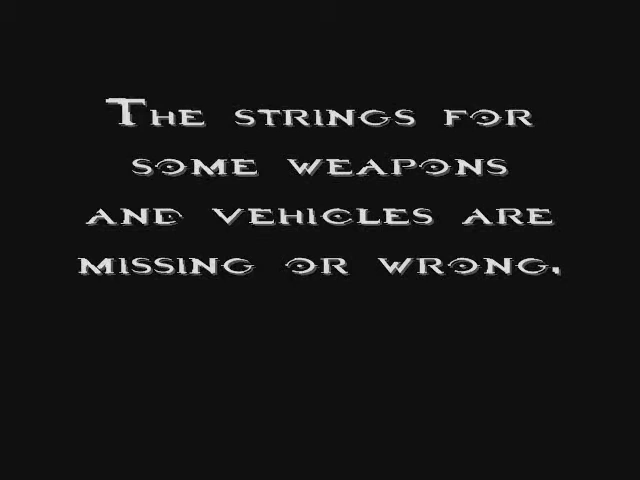 The strings for
some weapons
and vehicles are
missing or wrong,